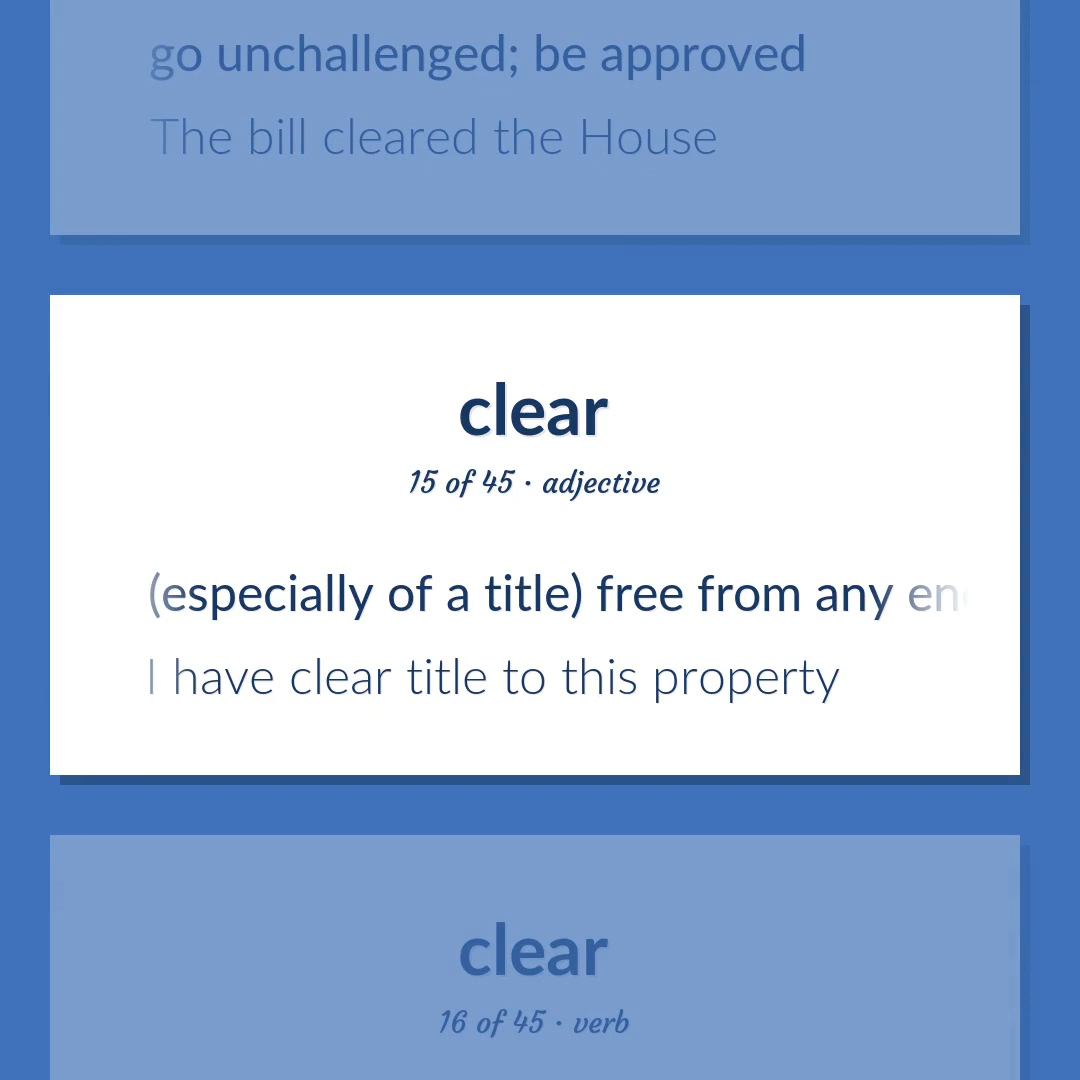 go unchallenged; be approved
The bill cleared the House
clear
15 of 45 · adjective
(especially of a title) free from any
I have clear title to this property
clear
16 of 45 · verb